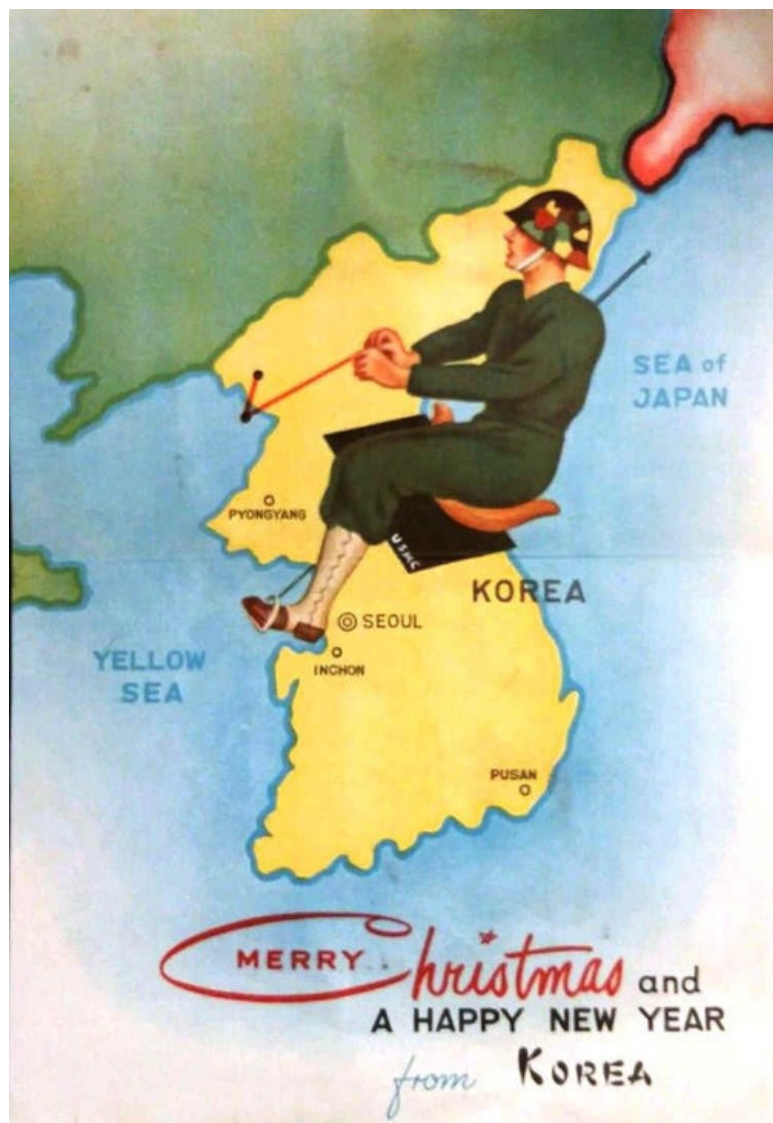 SEA of
JAPAN
PYONGYANG
USMC
KOREA
SEOUL
YELLOW
SEA
INCHON
PUSAN
MERRY Christmas and
A HAPPY NEW YEAR
from KOREA